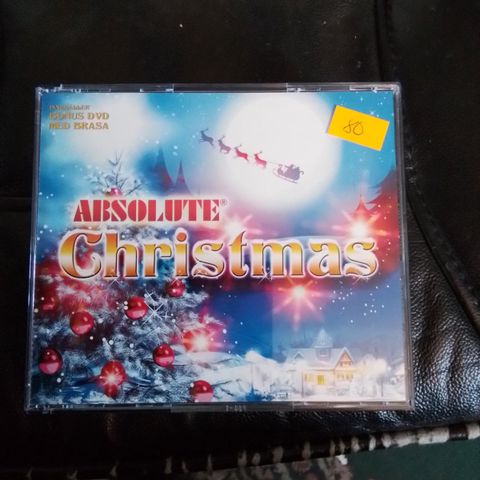 INNEHÅLLER
BONUS DVD
MED BRASA
80
ABSOLUTE®
Christmas